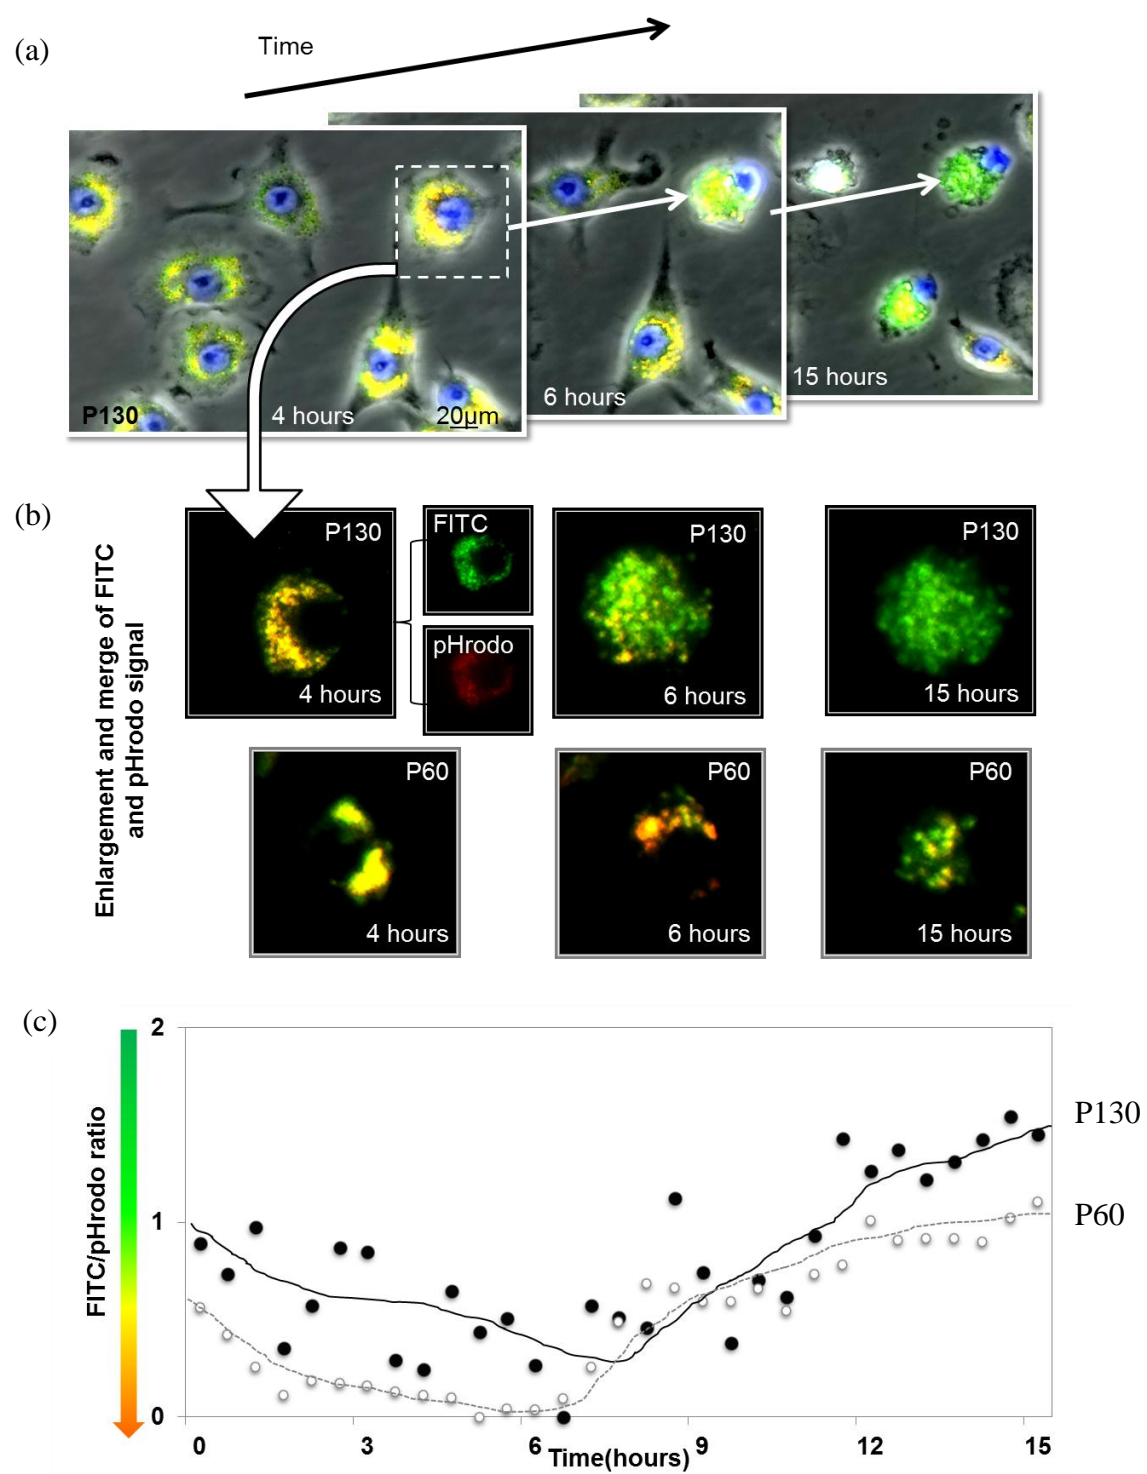 (a)
Time
P130
4 hours
20µm
6 hours
15 hours
(b)
Enlargement and merge of FITC
and pHrodo signal
P130
4 hours
FITC
pHrodo
P130
6 hours
P130
15 hours
P60
4 hours
P60
6 hours
P60
15 hours
(c)
FITC/pHrodo ratio
2
1
0
P130
P60
0 3 6 9 12 15
Time(hours)